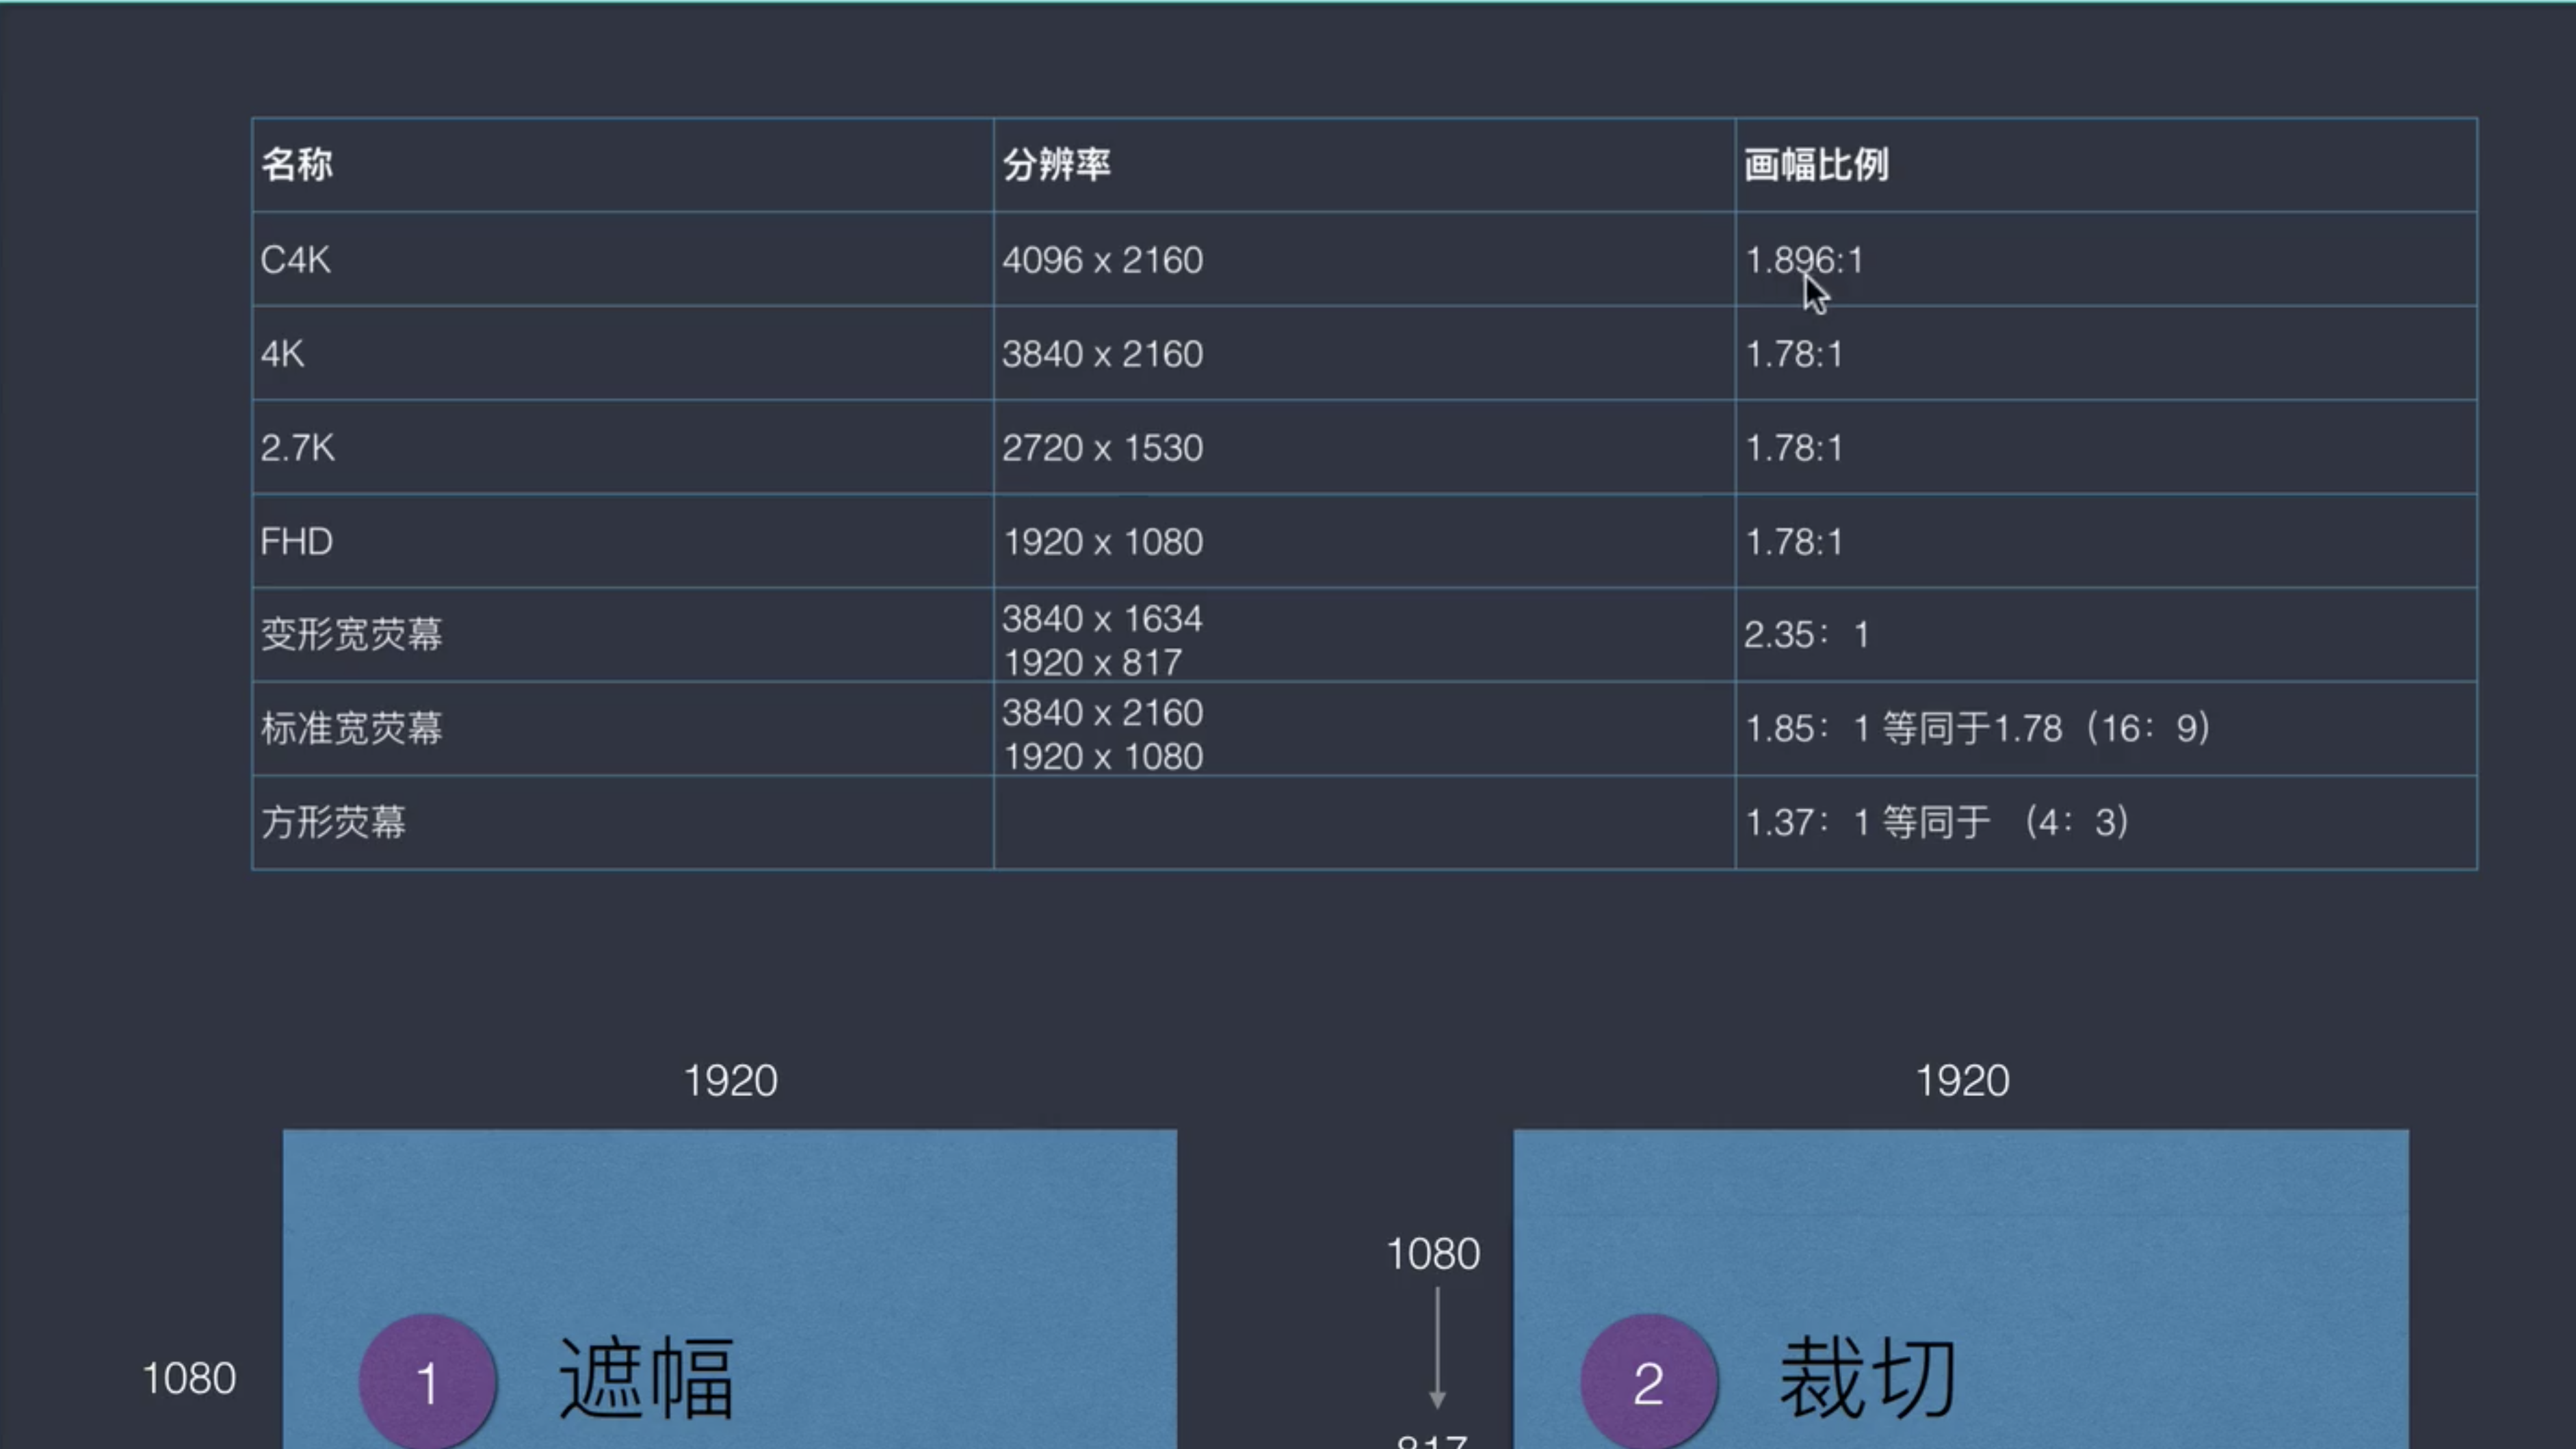 名称 分辨率 画幅比例
C4K 4096 x 2160 1.896:1
4K 3840 x 2160 1.78:1
2.7K 2720 x 1530 1.78:1
FHD 1920 x 1080 1.78:1
变形宽荧幕 3840 x 1634 2.35：1
1920 x 817
标准宽荧幕 3840 x 2160 1.85：1 等同于1.78（16：9）
1920 x 1080
方形荧幕 1.37：1 等同于 （4：3）
1920
1080
1 遮幅
1920
1080
2 裁切
817